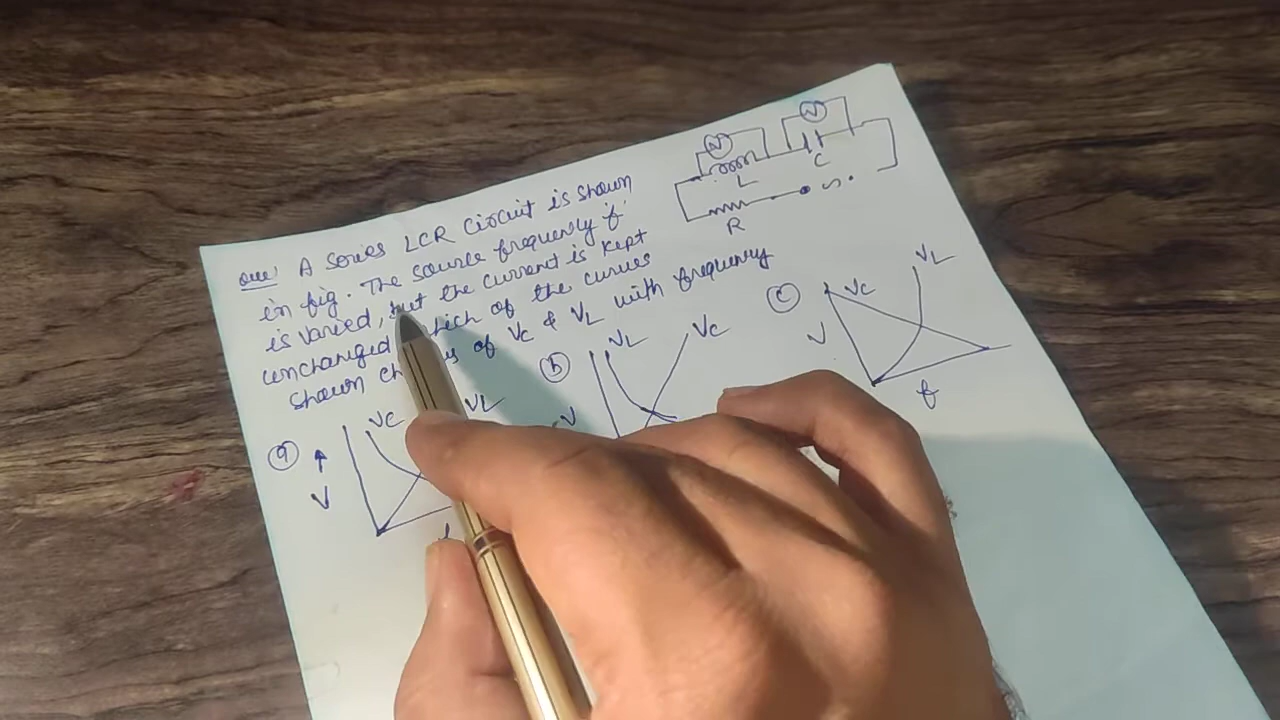 Que! A Series LCR Circuit is shown
in fig. The source frequency 'f'
is varied, but the current is kept
unchanged which of the curves
shown of VC & VL with frequency
V V
L C
R
a VC VL
V
b VL VC
V
c VC VL
V
f